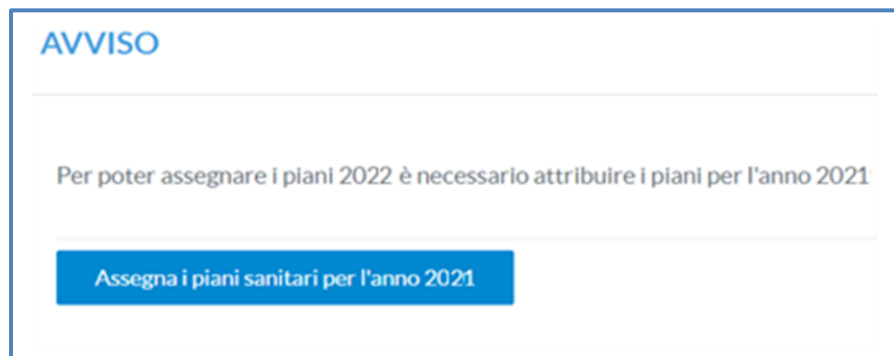 AVVISO
Per poter assegnare i piani 2022 è necessario attribuire i piani per l'anno 2021
Assegna i piani sanitari per l'anno 2021